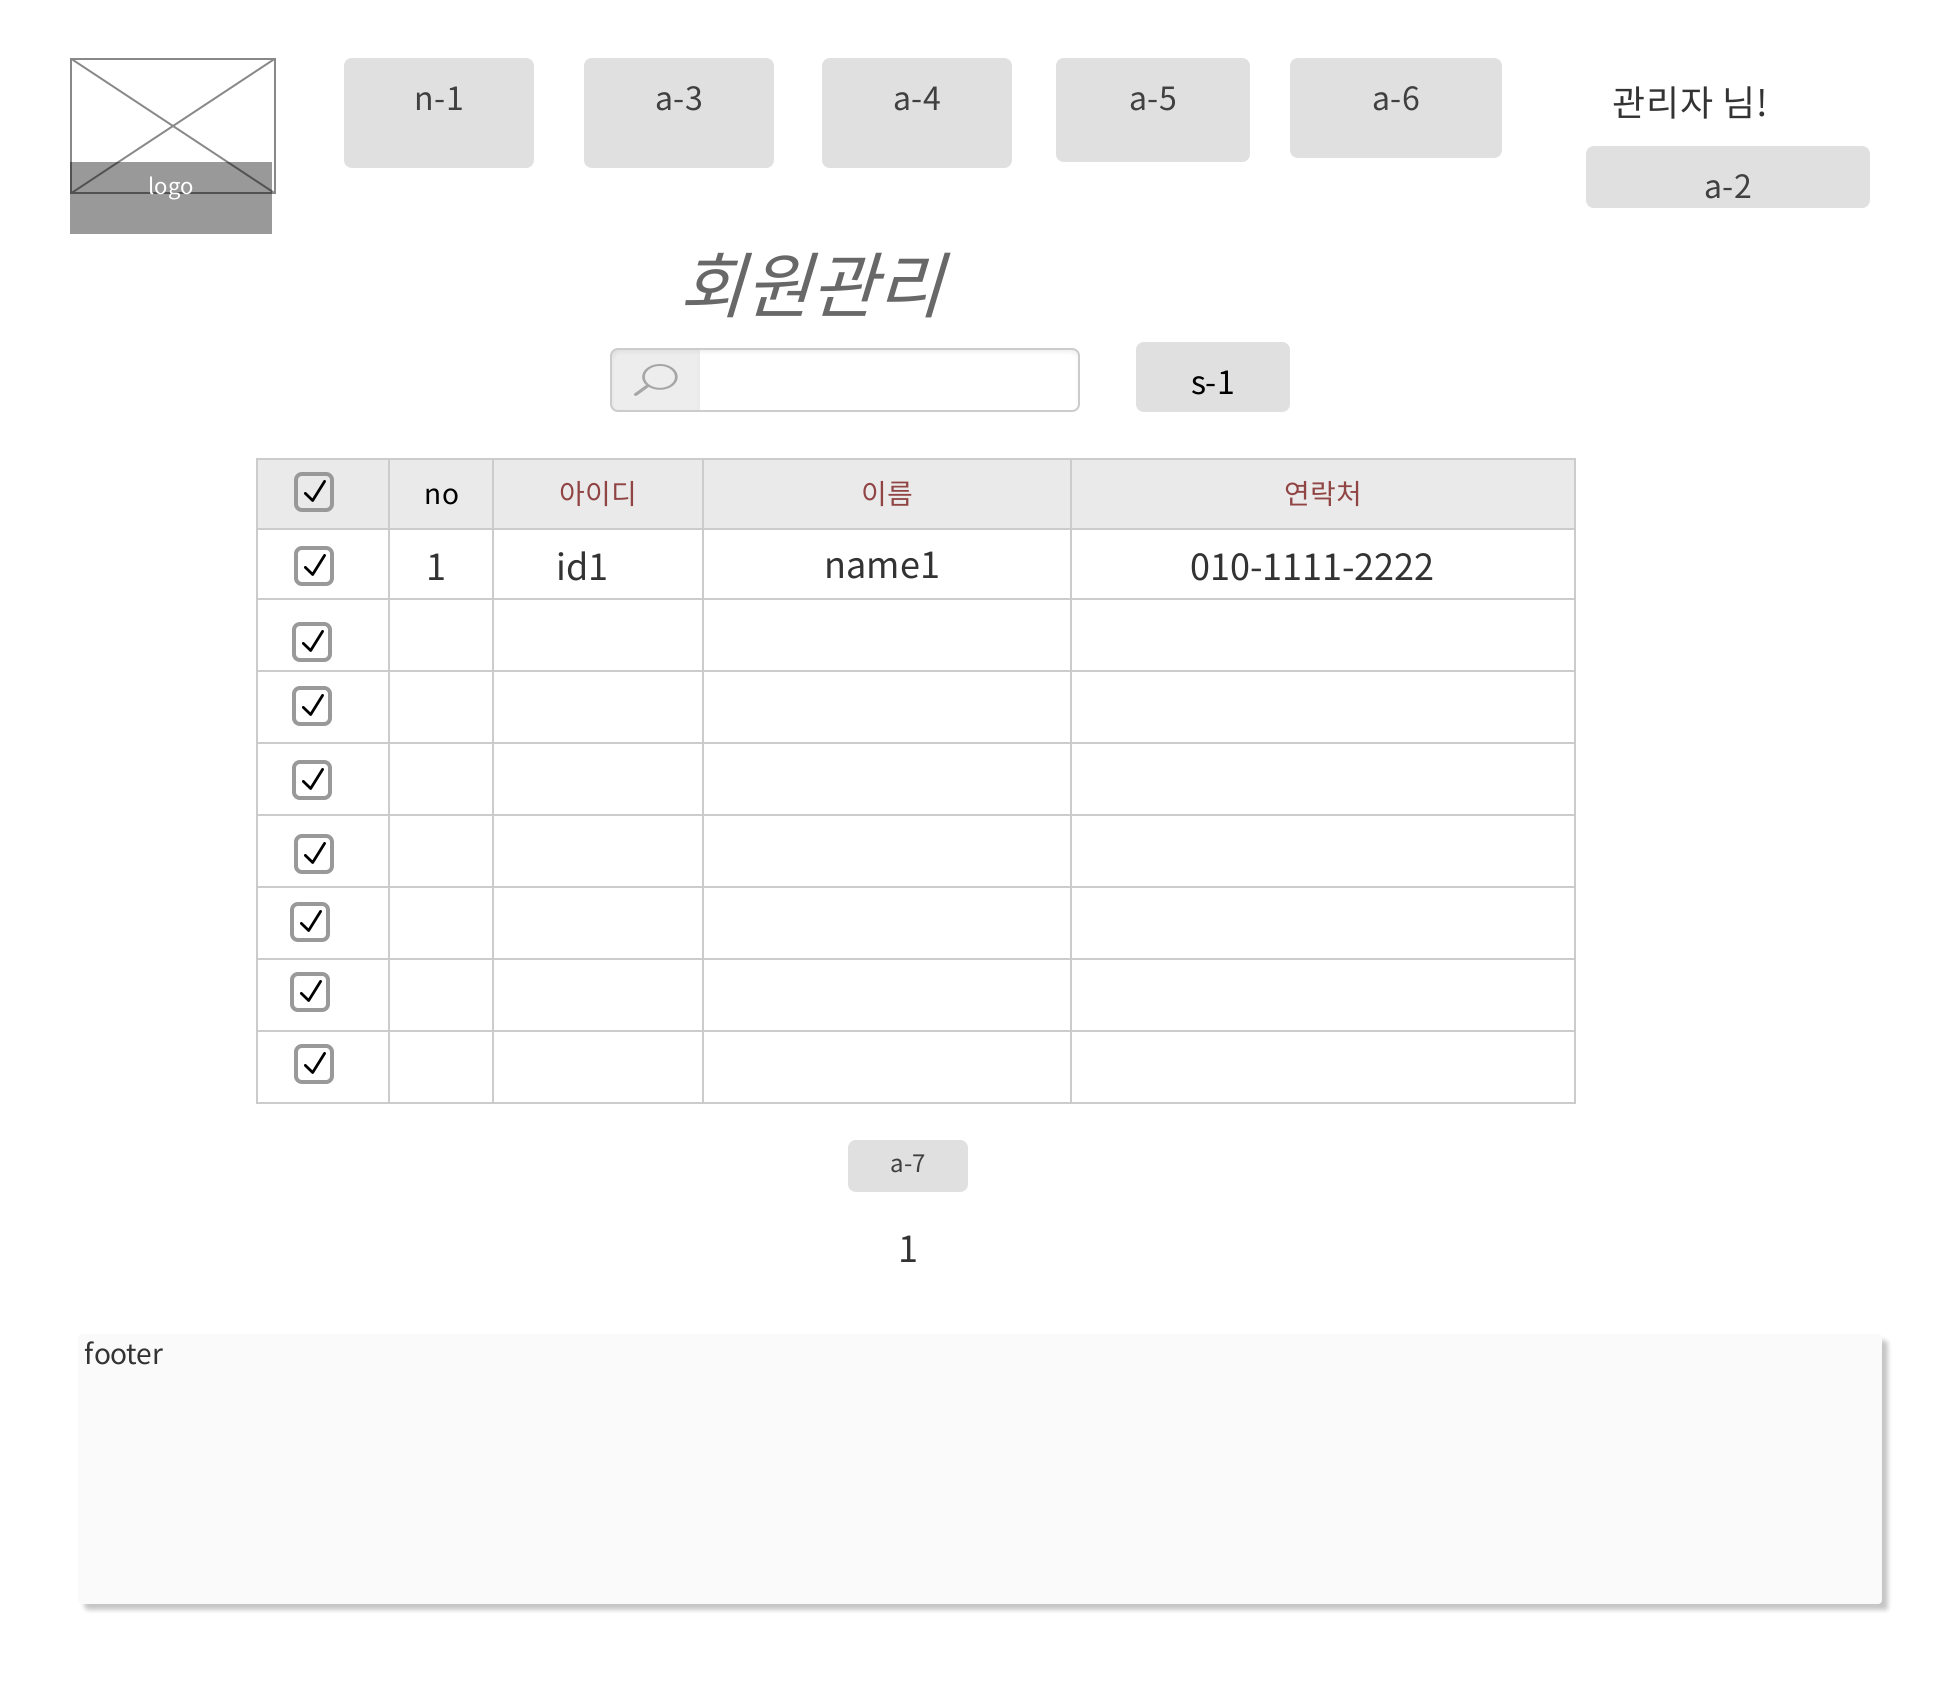 logo
n-1
a-3
a-4
a-5
a-6
관리자 님!
a-2
회원관리
s-1
no 아이디 이름 연락처
1 id1 name1 010-1111-2222
a-7
1
footer